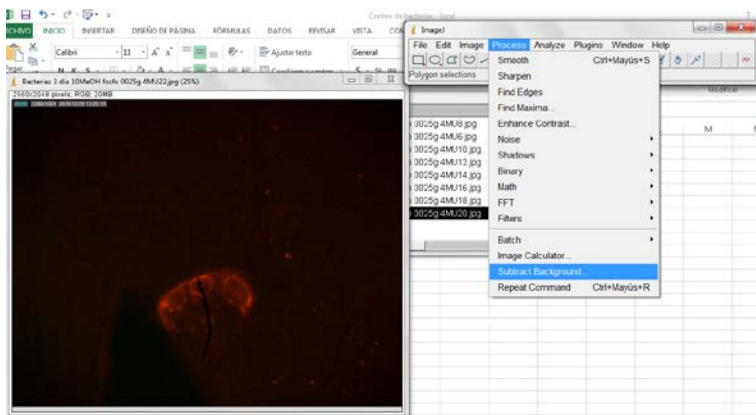 Conteo de bacterias - Excel
INICIO INSERTAR DISEÑO DE PÁGINA FÓRMULAS DATOS REVISAR VISTA
Calibri 11 Ajustar texto General
N K S
Bacterias 3 dia 10MeOH fosfo 0025g 4MU22.jpg (25%)
2560x2048 pixels; RGB; 20MB
ImageJ
File Edit Image Process Analyze Plugins Window Help
Polygon selections
Smooth Ctrl+Mayús+S
Sharpen
Find Edges
Find Maxima...
Enhance Contrast...
Noise
Shadows
Binary
Math
FFT
Filters
Batch
Image Calculator...
Subtract Background...
Repeat Command Ctrl+Mayús+R
0025g 4MU8.jpg
0025g 4MU6.jpg
0025g 4MU10.jpg
0025g 4MU12.jpg
0025g 4MU14.jpg
0025g 4MU16.jpg
0025g 4MU18.jpg
0025g 4MU20.jpg
Modificar
M